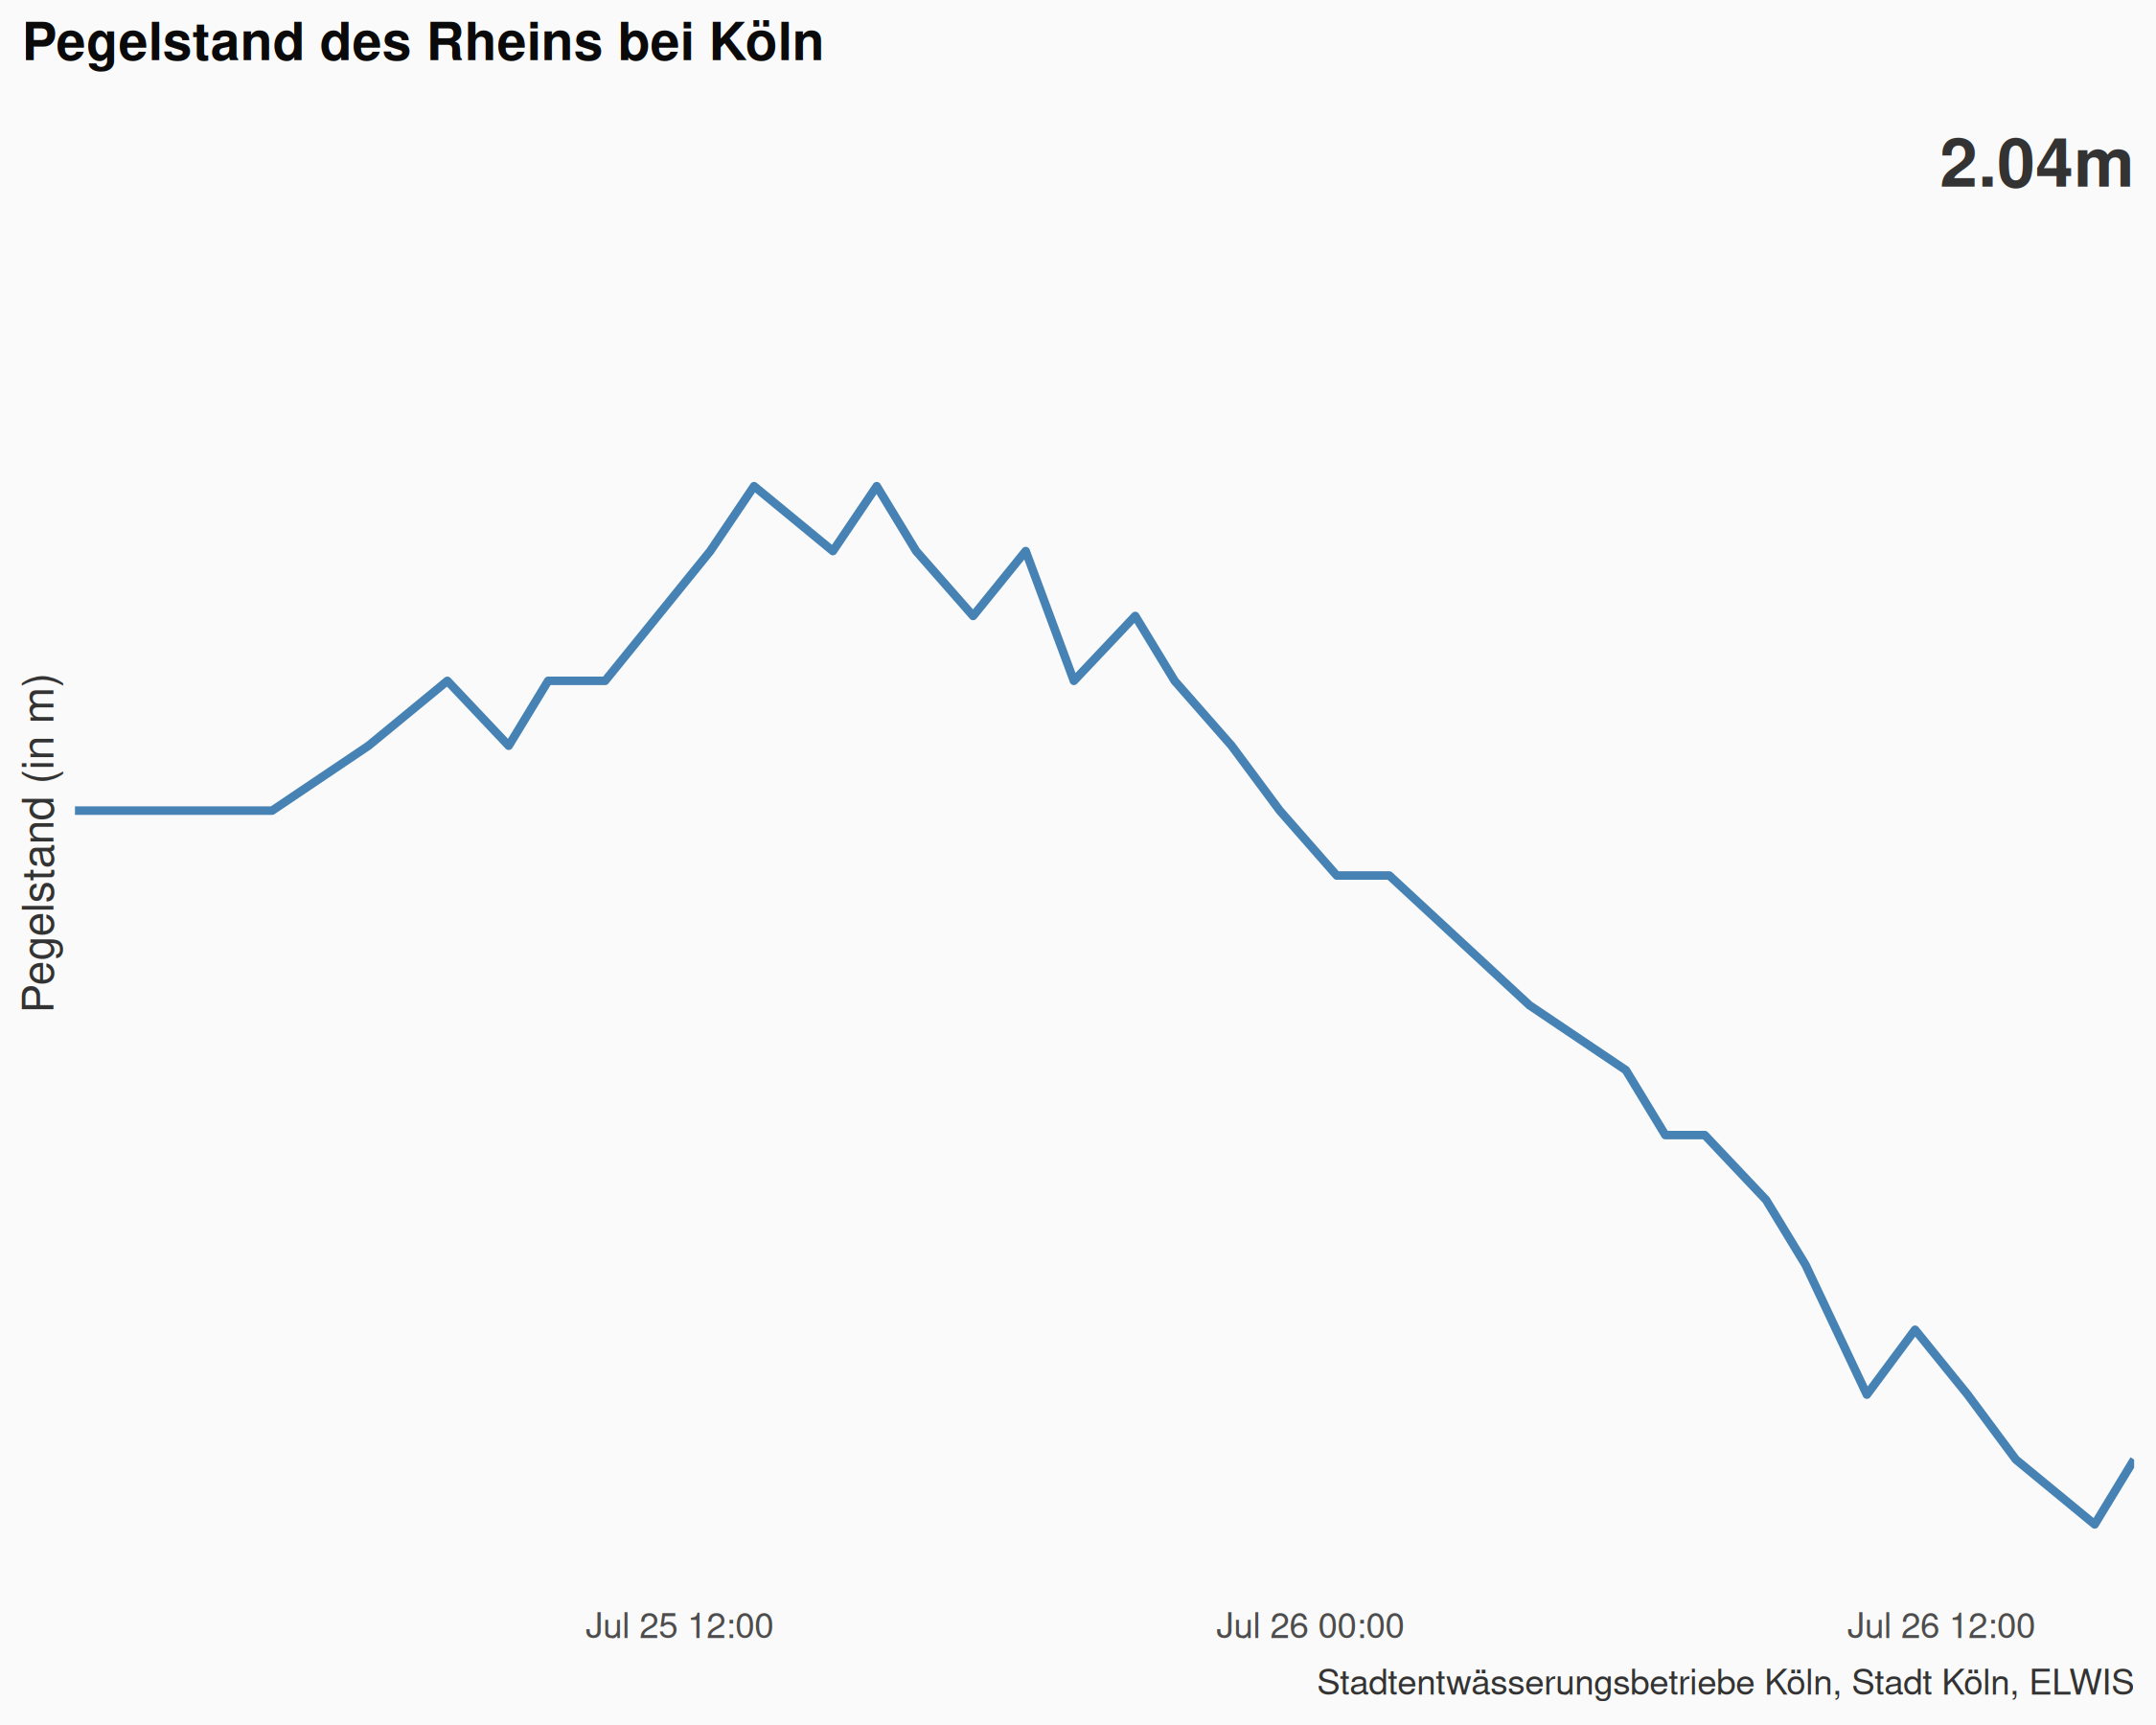 Pegelstand des Rheins bei Köln
2.04m
Pegelstand (in m)
Jul 25 12:00
Jul 26 00:00
Jul 26 12:00
Stadtentwässerungsbetriebe Köln, Stadt Köln, ELWIS